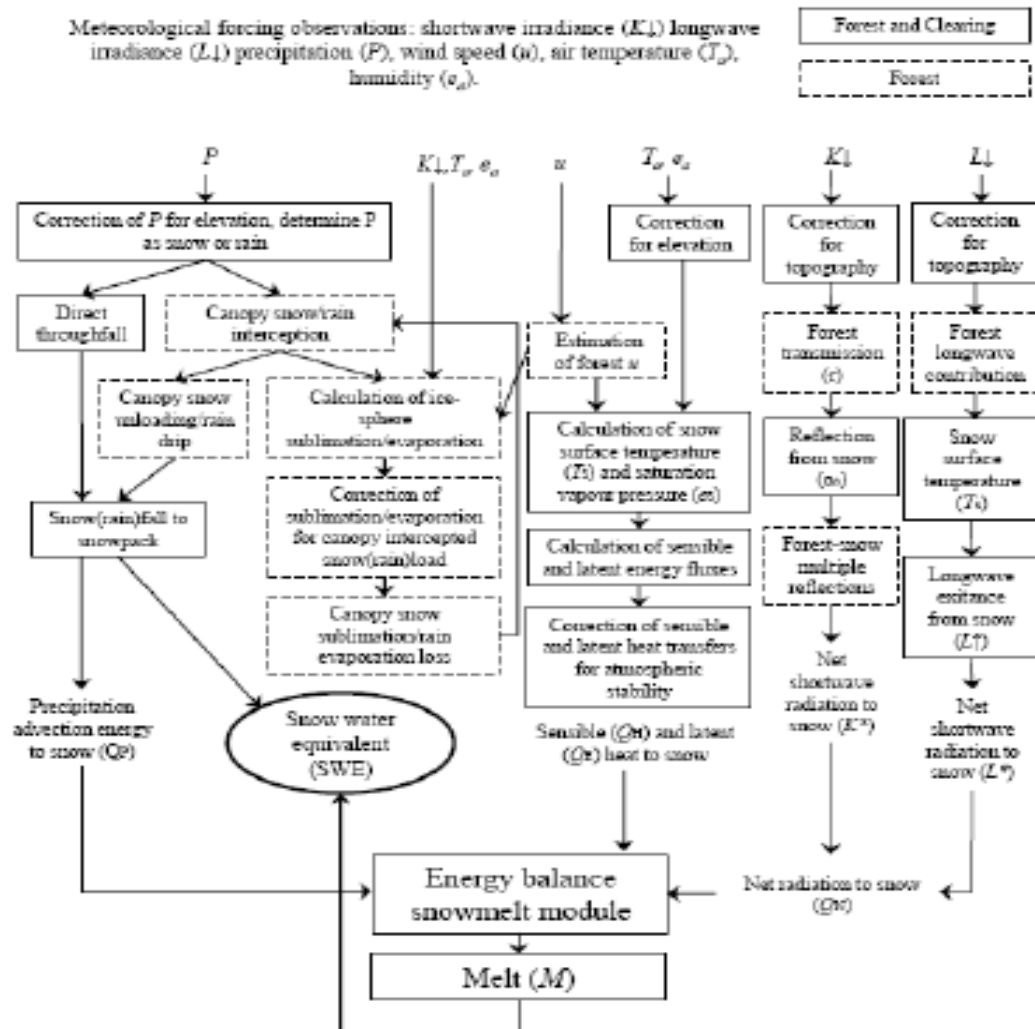 Meteorological forcing observations: shortwave irradiance (K↓) longwave
irradiance (L↓) precipitation (P), wind speed (u), air temperature (Tₐ),
humidity (eₐ).
Forest and Clearing
Forest
P
K↓, Tₐ, eₐ
u
Tₐ, eₐ
K↓
L↓
Correction of P for elevation, determine P
as snow or rain
Correction
for elevation
Correction
for
topography
Correction
for
topography
Direct
throughfall
Canopy snow/rain
interception
Estimation
of forest u
Forest
transmission
(τ)
Forest
longwave
contribution
Canopy snow
unloading/rain
drip
Calculation of ice-
sphere
sublimation/evaporation
Calculation of snow
surface temperature
(Ts) and saturation
vapour pressure (es)
Reflection
from snow
(αs)
Snow
surface
temperature
(Ts)
Snow(rain)fall to
snowpack
Correction of
sublimation/evaporation
for canopy intercepted
snow(rain)load
Calculation of sensible
and latent energy fluxes
Forest-snow
multiple
reflections
Longwave
exitance
from snow
(L↑)
Canopy snow
sublimation/rain
evaporation loss
Correction of sensible
and latent heat transfers
for atmospheric
stability
Precipitation
advection energy
to snow (QP)
Snow water
equivalent
(SWE)
Sensible (QH) and latent
(QE) heat to snow
Net
shortwave
radiation to
snow (K*)
Net
shortwave
radiation to
snow (L*)
Energy balance
snowmelt module
Net radiation to snow
Melt (M)